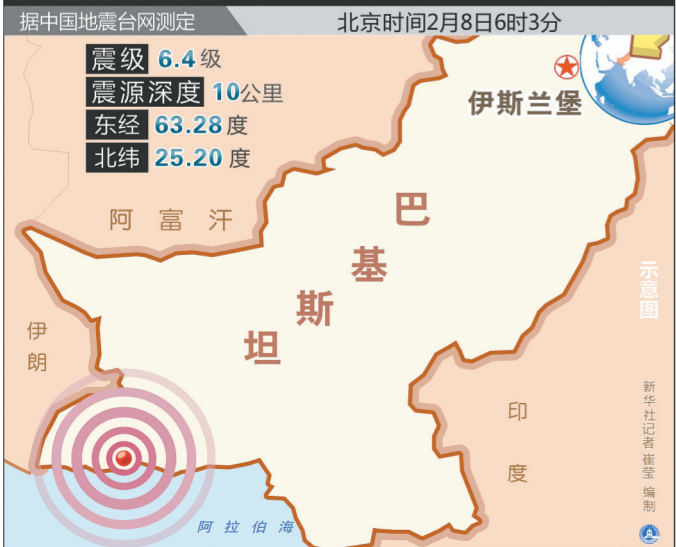 据中国地震台网测定
北京时间2月8日6时3分
震级 6.4级
震源深度 10公里
东经 63.28度
北纬 25.20度
伊斯兰堡
阿富汗
巴基斯坦
伊朗
印度
阿拉伯海
示意图
新华社记者 崔莹 编制